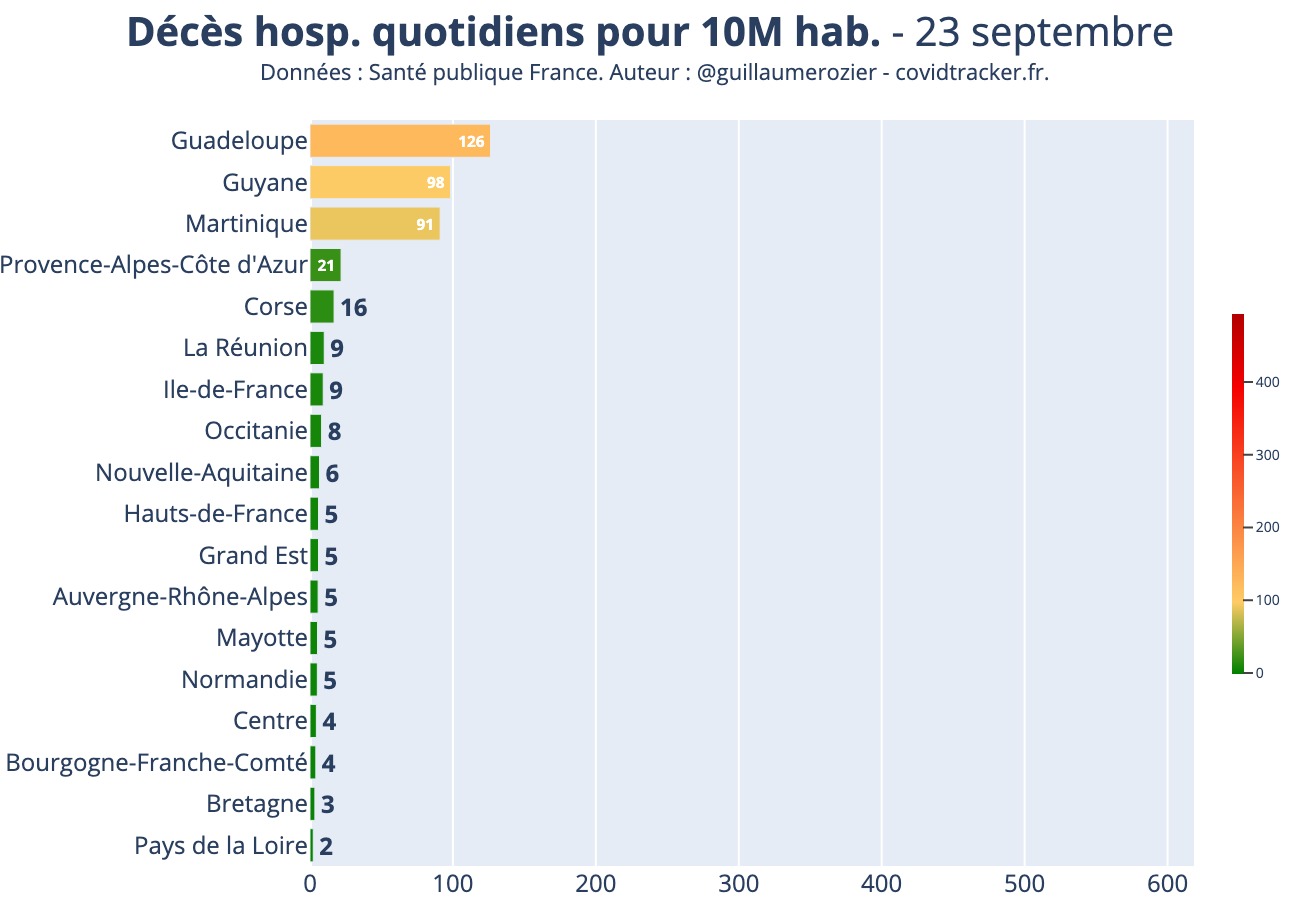 Décès hosp. quotidiens pour 10M hab. - 23 septembre
Données : Santé publique France. Auteur : @guillaumerozier - covidtracker.fr.
Guadeloupe 126
Guyane 98
Martinique 91
Provence-Alpes-Côte d'Azur 21
Corse 16
La Réunion 9
Ile-de-France 9
Occitanie 8
Nouvelle-Aquitaine 6
Hauts-de-France 5
Grand Est 5
Auvergne-Rhône-Alpes 5
Mayotte 5
Normandie 5
Centre 4
Bourgogne-Franche-Comté 4
Bretagne 3
Pays de la Loire 2
0 100 200 300 400 500 600
400
300
200
100
0